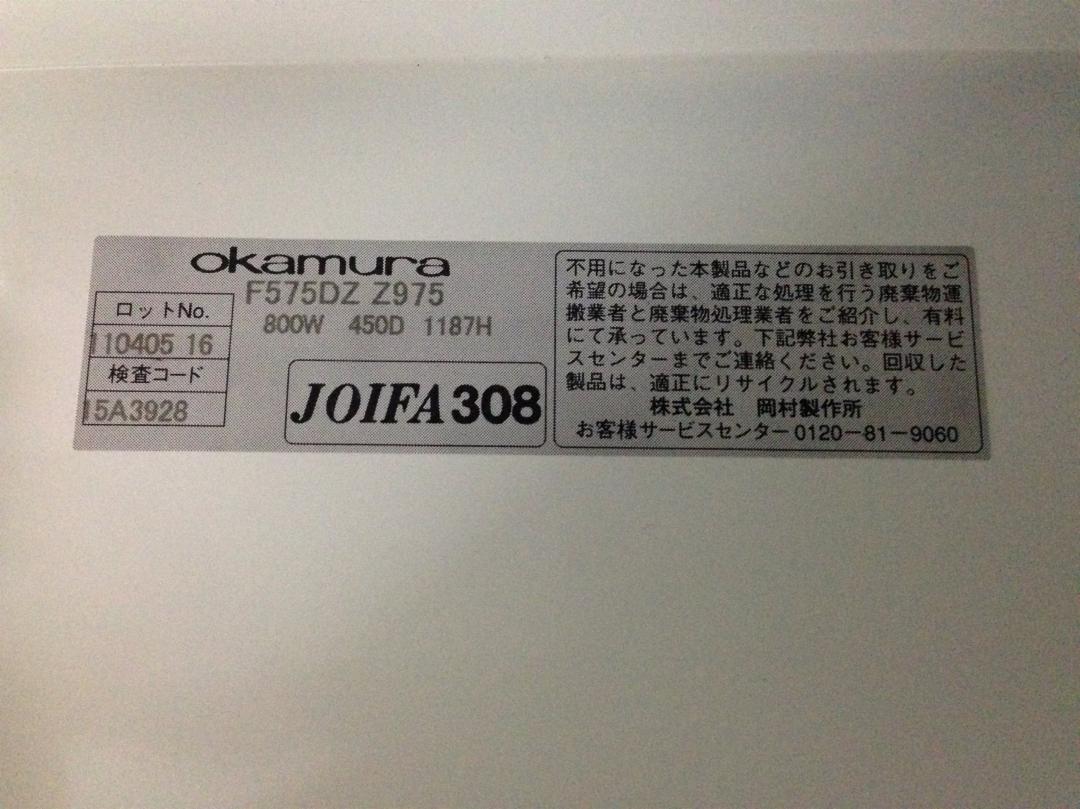 okamura
F575DZ Z975
800W 450D 1187H
ロットNo.
110405 16
検査コード
15A3928
JOIFA308
不用になった本製品などのお引き取りをご
希望の場合は、適正な処理を行う廃棄物運
搬業者と廃棄物処理業者をご紹介し、有料
にて承っています。下記弊社お客様サービ
スセンターまでご連絡ください。回収した
製品は、適正にリサイクルされます。
株式会社 岡村製作所
お客様サービスセンター0120-81-9060